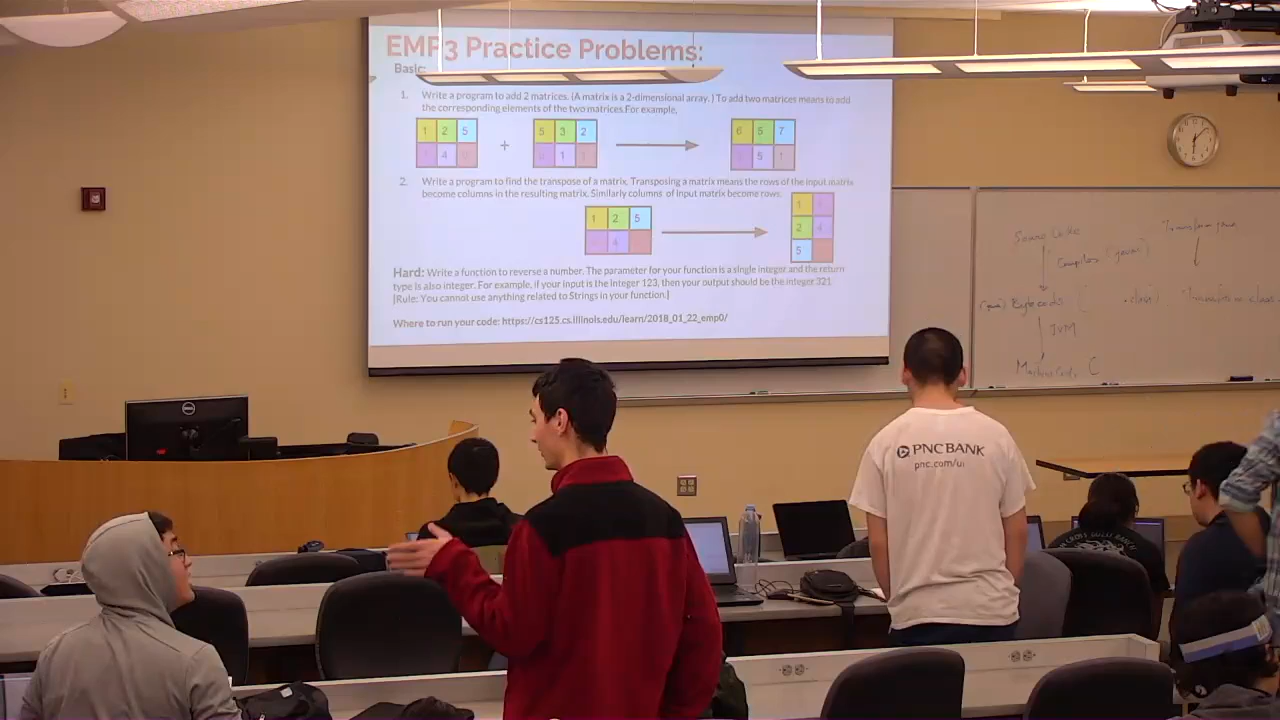 EMP3 Practice Problems:
Basic:
1. Write a program to add 2 matrices. (A matrix is a 2-dimensional array. ) To add two matrices means to add
the corresponding elements of the two matrices.For example,
1 2 5 + 5 3 2 6 5 7
4 1 5 1
2. Write a program to find the transpose of a matrix. Transposing a matrix means the rows of the input matrix
become columns in the resulting matrix. Similarly columns of input matrix become rows.
1 2 5
4
1
2 4
5
Hard: Write a function to reverse a number. The parameter for your function is a single integer and the return
type is also integer. For example, if your input is the integer 123, then your output should be the integer 321.
[Rule: You cannot use anything related to Strings in your function.]
Where to run your code: https://cs125.cs.illinois.edu/learn/2018_01_22_emp0/
Source Code
Compiler
Bytecode
.class)
JVM
Machine Code
DELL
PNC BANK
pnc.com/ui